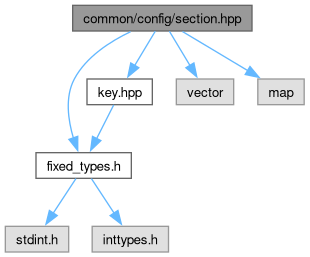 common/config/section.hpp
key.hpp
vector
map
fixed_types.h
stdint.h
inttypes.h